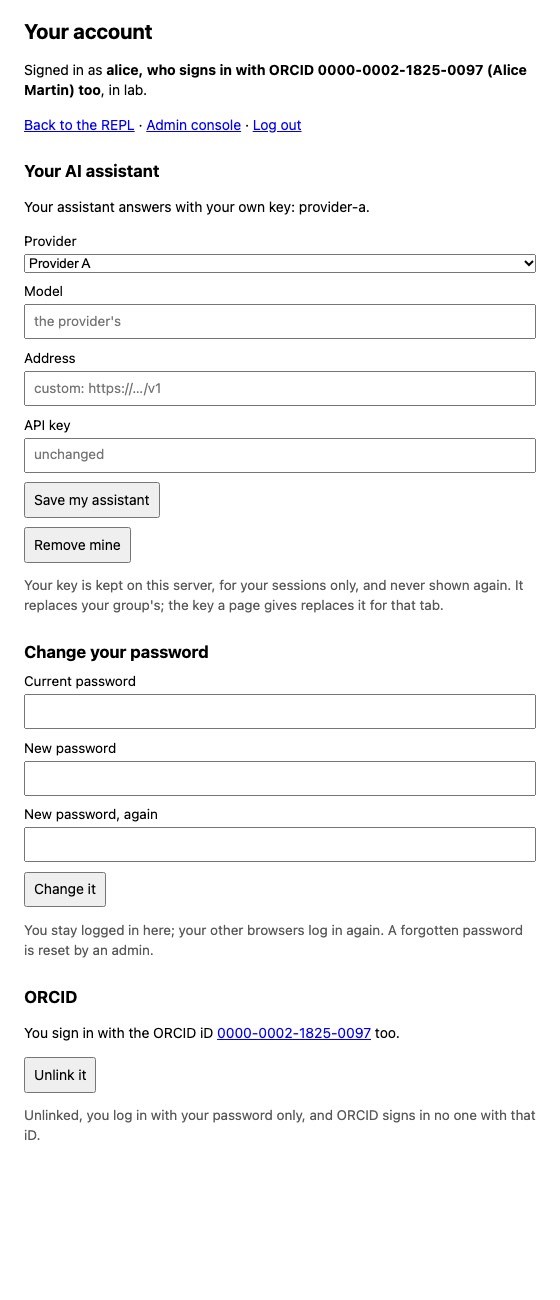 Your account
Signed in as alice, who signs in with ORCID 0000-0002-1825-0097 (Alice
Martin) too, in lab.
Back to the REPL · Admin console · Log out
Your AI assistant
Your assistant answers with your own key: provider-a.
Provider
Provider A
Model
the provider's
Address
custom: https://.../v1
API key
unchanged
Save my assistant
Remove mine
Your key is kept on this server, for your sessions only, and never shown again. It
replaces your group's; the key a page gives replaces it for that tab.
Change your password
Current password
New password
New password, again
Change it
You stay logged in here; your other browsers log in again. A forgotten password
is reset by an admin.
ORCID
You sign in with the ORCID iD 0000-0002-1825-0097 too.
Unlink it
Unlinked, you log in with your password only, and ORCID signs in no one with that
iD.